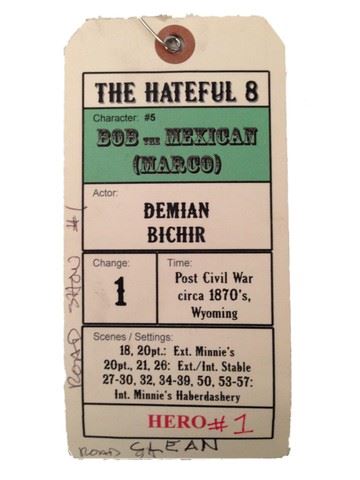 THE HATEFUL 8
Character: #5
BOB THE MEXICAN
(MARCO)
Actor:
DEMIAN
BICHIR
Change:
1
Time:
Post Civil War
circa 1870's,
Wyoming
Scenes / Settings:
18, 20pt.: Ext. Minnie's
20pt., 21, 26: Ext./Int. Stable
27-30, 32, 34-39, 50, 53-57:
Int. Minnie's Haberdashery
HERO #1
CLEAN
ROAD SHOW #1
ROAD